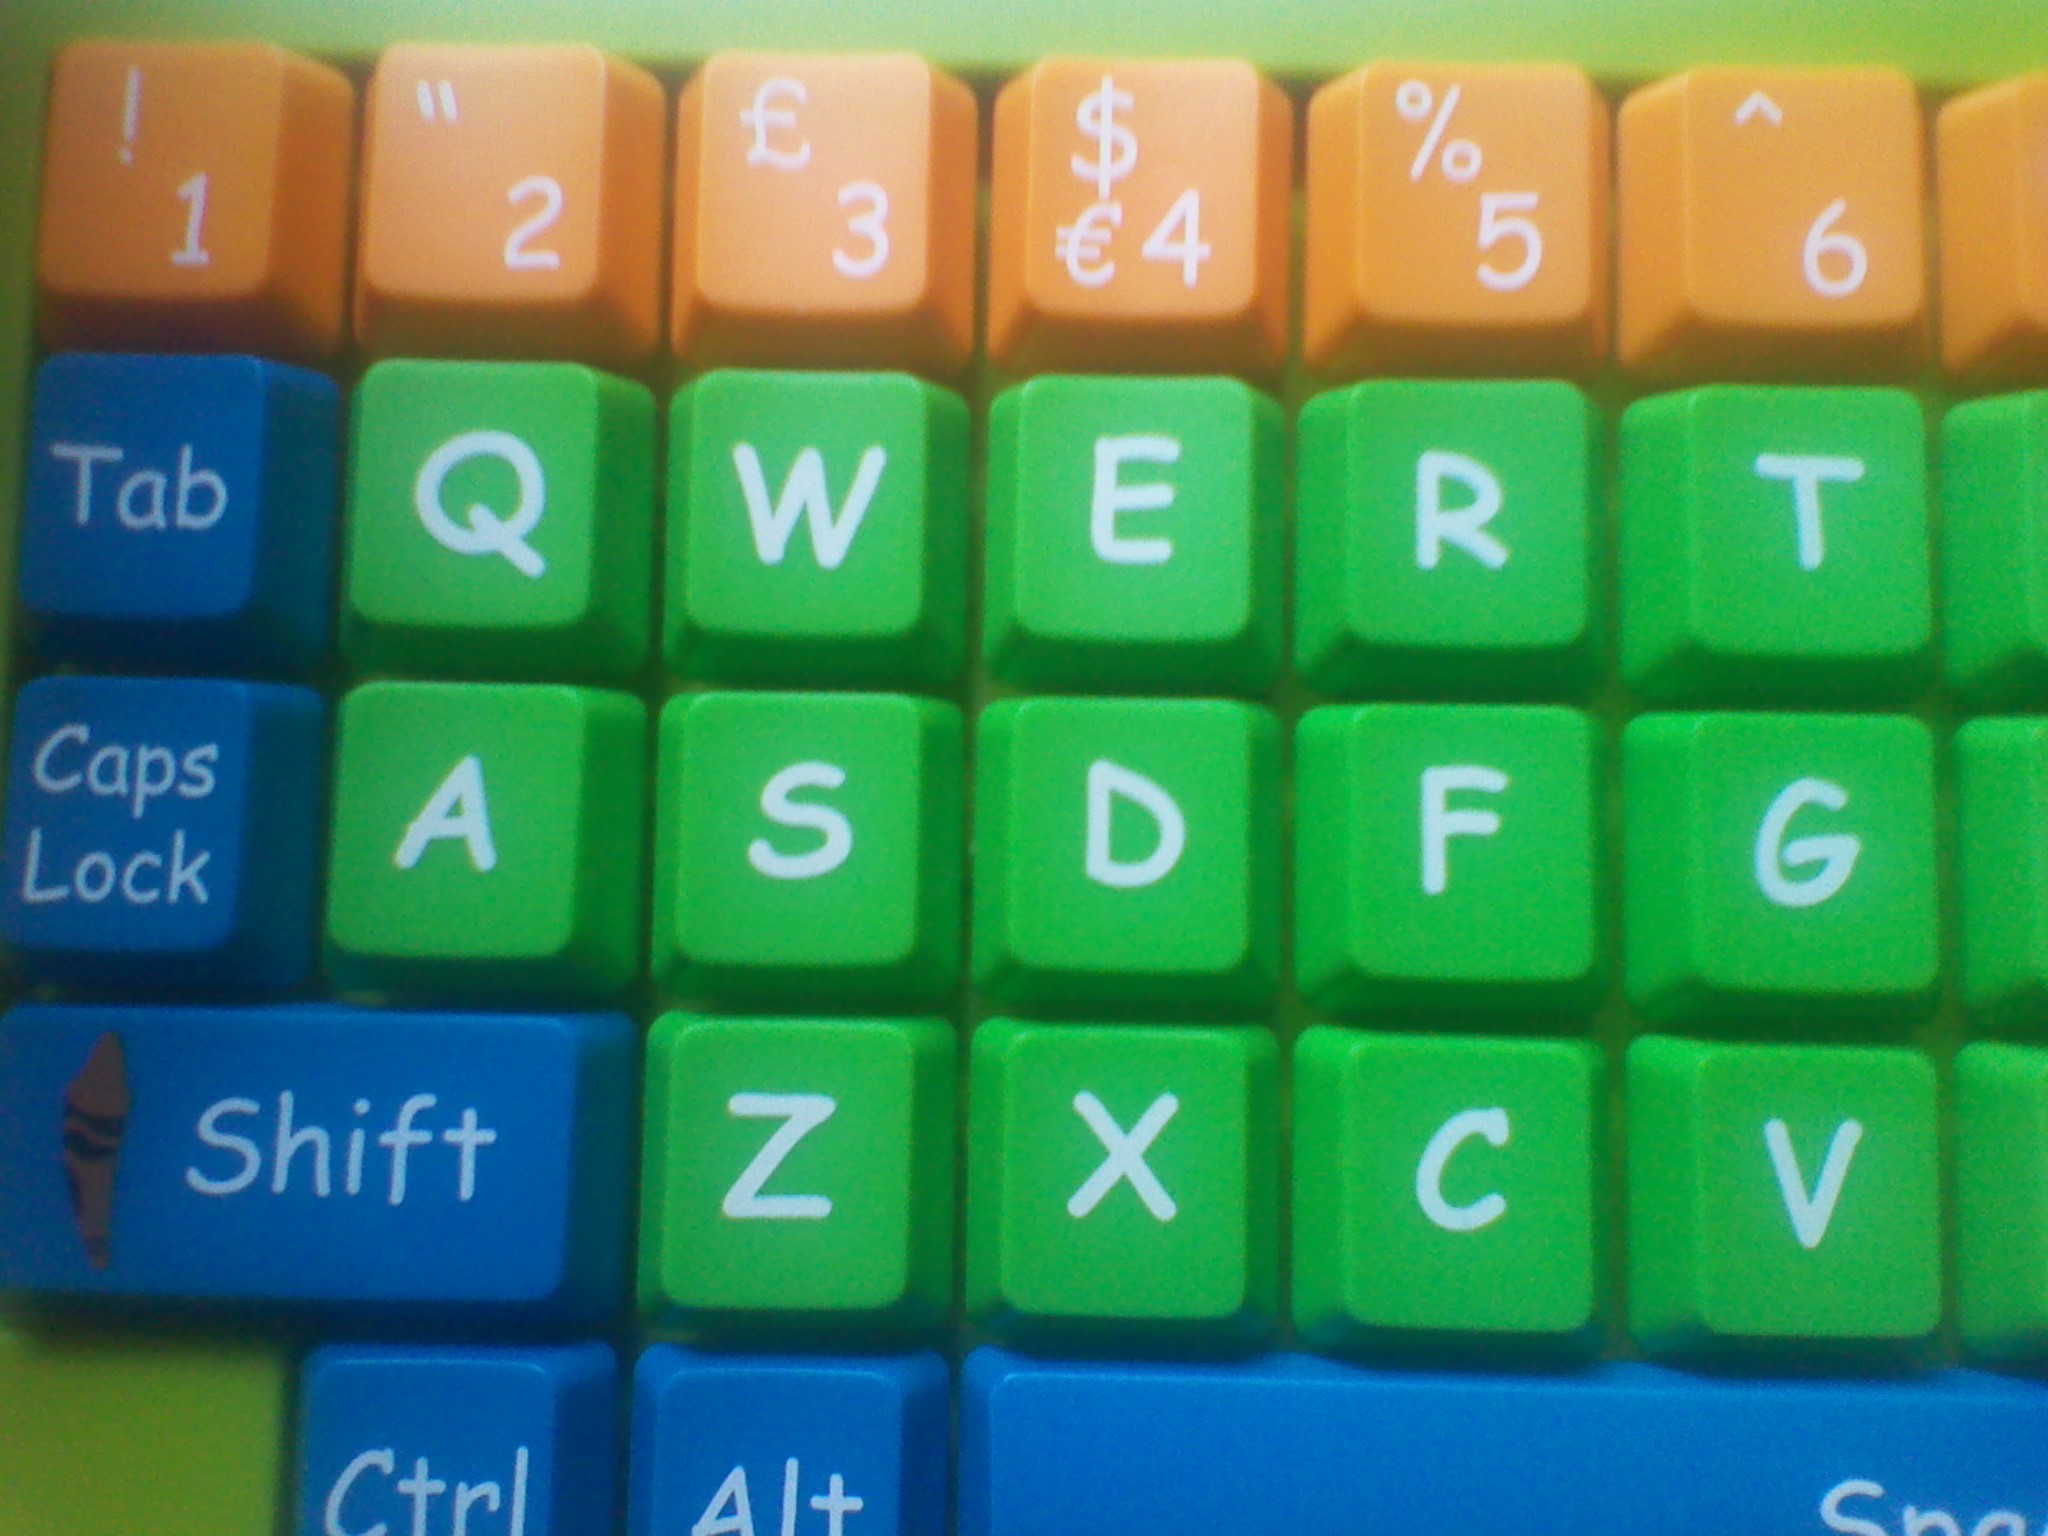 ! " £ $ % ^
1 2 3 €4 5 6
Tab Q W E R T
Caps Lock A S D F G
Shift Z X C V
Ctrl Alt